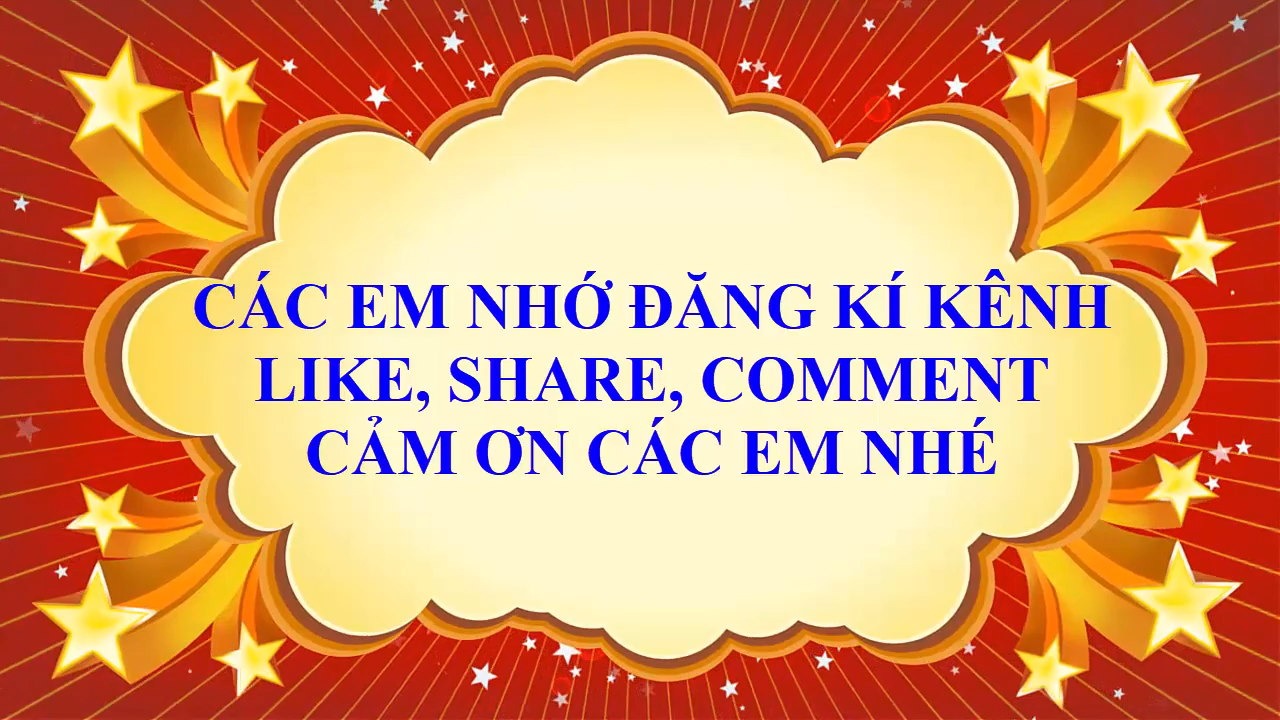 CÁC EM NHỚ ĐĂNG KÍ KÊNH
LIKE, SHARE, COMMENT
CẢM ƠN CÁC EM NHÉ